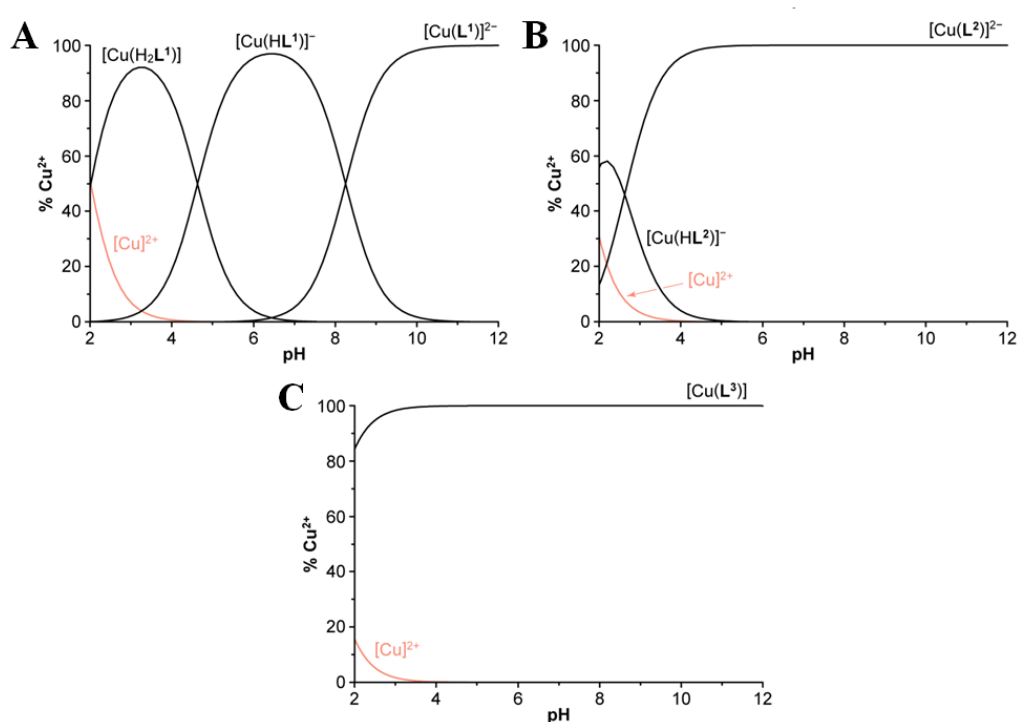 A
B
[Cu(H₂L¹)]
[Cu(HL¹)]⁻
[Cu(L¹)]²⁻
[Cu(L²)]²⁻
100
80
60
40
20
0
% Cu²⁺
[Cu]²⁺
2 4 6 8 10 12
pH
100
80
60
40
20
0
% Cu²⁺
[Cu(HL²)]⁻
[Cu]²⁺
2 4 6 8 10 12
pH
C
[Cu(L³)]
100
80
60
40
20
0
% Cu²⁺
[Cu]²⁺
2 4 6 8 10 12
pH